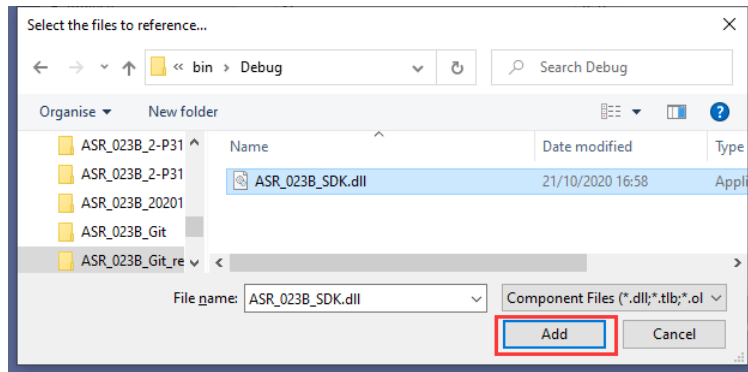 Select the files to reference...
« bin > Debug
Search Debug
Organise
New folder
?
Name
Date modified
Type
ASR_023B_2-P31
ASR_023B_2-P31
ASR_023B_20201
ASR_023B_Git
ASR_023B_Git_re
ASR_023B_SDK.dll
21/10/2020 16:58
Appli
File name:
ASR_023B_SDK.dll
Component Files (*.dll;*.tlb;*.ol
Add
Cancel